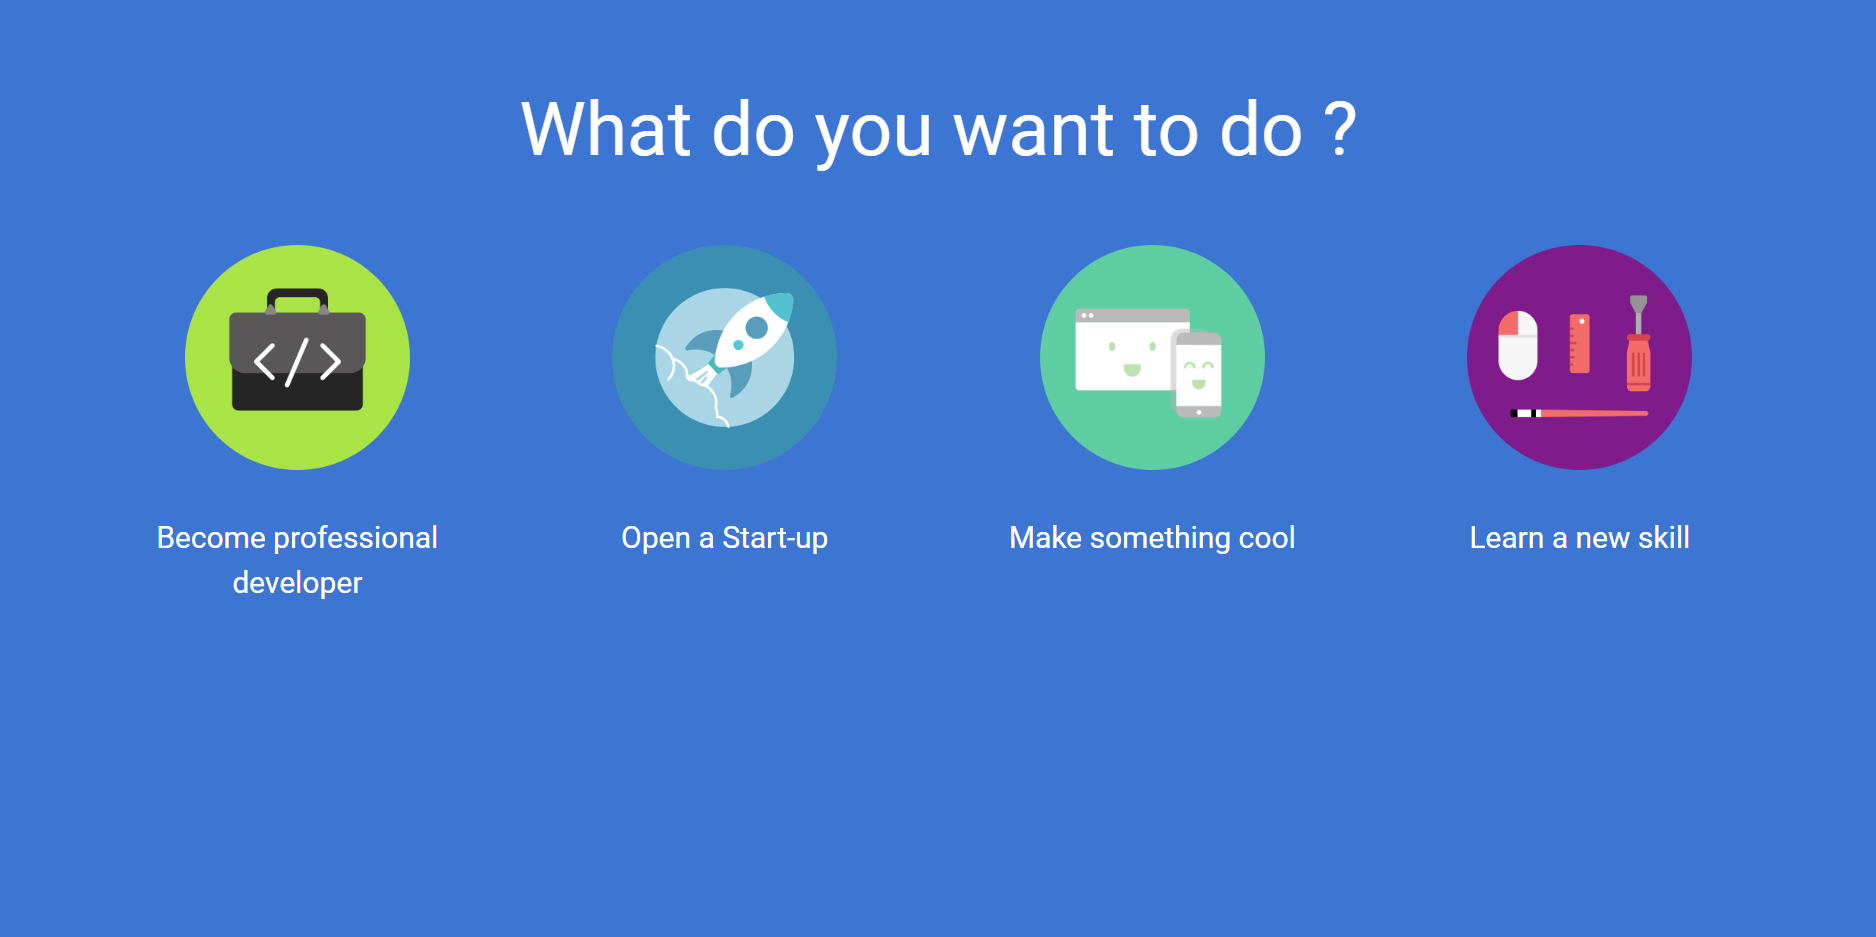 What do you want to do ?
</>
Become professional
developer
Open a Start-up
Make something cool
Learn a new skill